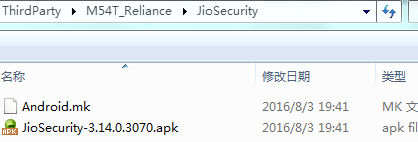 ThirdParty ▸ M54T_Reliance ▸ JioSecurity
名称 修改日期 类型
Android.mk 2016/8/3 19:41 MK 文
JioSecurity-3.14.0.3070.apk 2016/8/3 19:41 apk fil